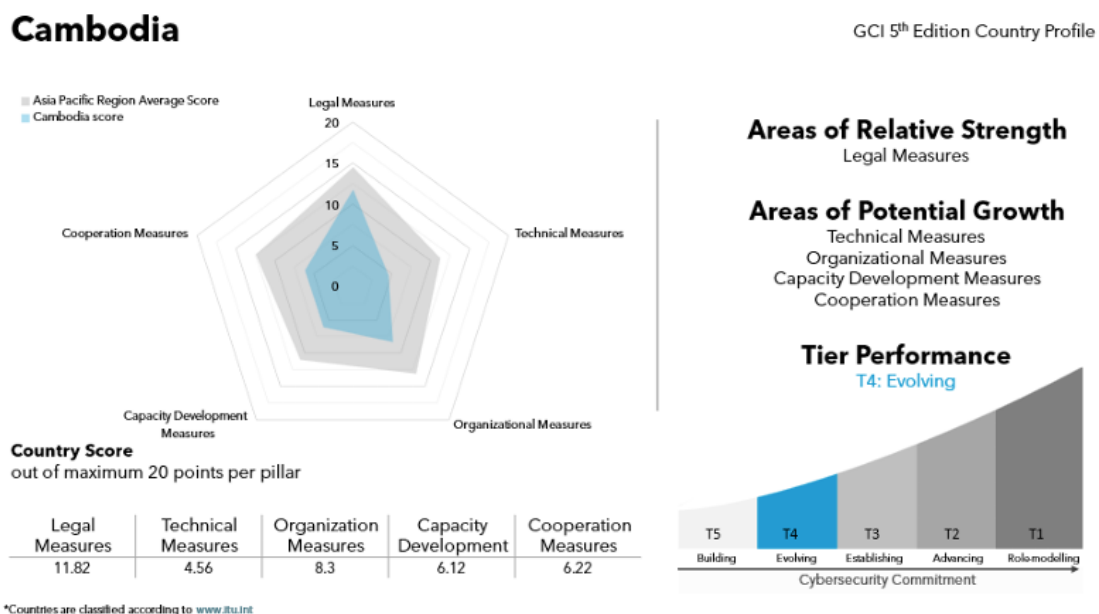 Cambodia
GCI 5th Edition Country Profile
Asia Pacific Region Average Score
Cambodia score
Legal Measures
20
15
10
5
0
Cooperation Measures
Technical Measures
Capacity Development
Measures
Organizational Measures
Areas of Relative Strength
Legal Measures
Areas of Potential Growth
Technical Measures
Organizational Measures
Capacity Development Measures
Cooperation Measures
Tier Performance
T4: Evolving
T5
T4
T3
T2
T1
Building
Evolving
Establishing
Advancing
Role-modelling
Cybersecurity Commitment
Country Score
out of maximum 20 points per pillar
Legal Measures
Technical Measures
Organization Measures
Capacity Development
Cooperation Measures
11.82
4.56
8.3
6.12
6.22
*Countries are classified according to www.itu.int